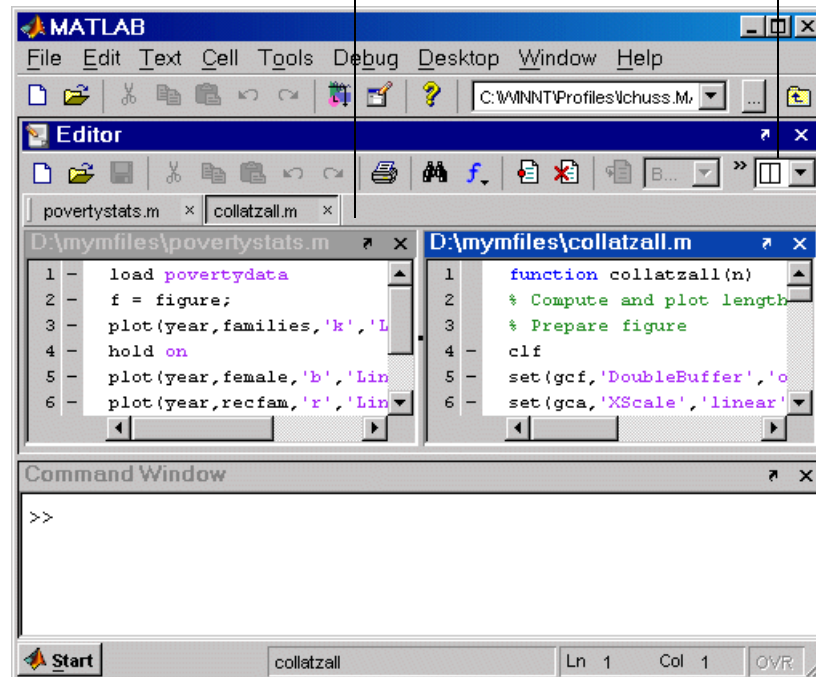 MATLAB
File Edit Text Cell Tools Debug Desktop Window Help
C:\WINNT\Profiles\lchuss.M
...
Editor
B...
povertystats.m × collatzall.m ×
D:\mymfiles\povertystats.m
1 - load povertydata
2 - f = figure;
3 - plot(year,families,'k','L
4 - hold on
5 - plot(year,female,'b','Lin
6 - plot(year,recfam,'r','Lin
D:\mymfiles\collatzall.m
1 function collatzall(n)
2 % Compute and plot length
3 % Prepare figure
4 - clf
5 - set(gcf,'DoubleBuffer','o
6 - set(gca,'XScale','linear'
Command Window
>>
Start
collatzall
Ln 1 Col 1 OVR